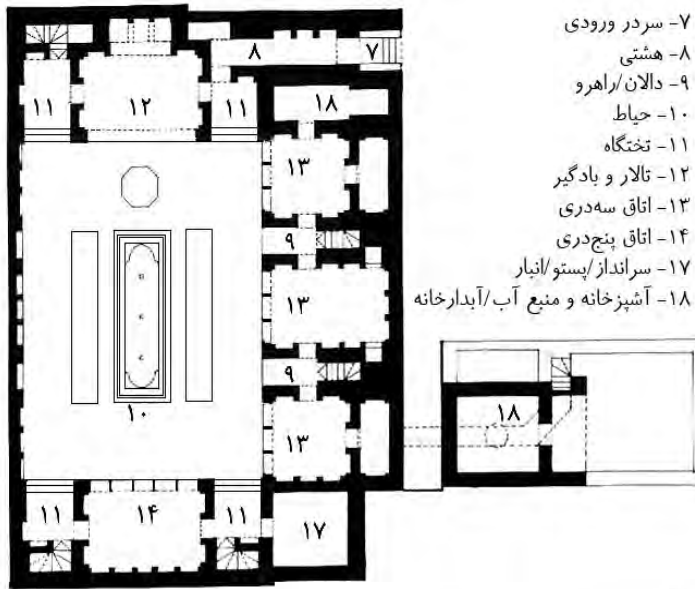 ۷- سردر ورودی
۸- هشتی
۹- دالان/راهرو
۱۰- حیاط
۱۱- تختگاه
۱۲- تالار و بادگیر
۱۳- اتاق سه‌دری
۱۴- اتاق پنج‌دری
۱۷- سرانداز/پستو/انبار
۱۸- آشپزخانه و منبع آب/آبدارخانه
۸
۷
۱۱
۱۲
۱۱
۱۸
۱۳
۹
۱۳
۹
۱۰
۱۳
۱۸
۱۱
۱۴
۱۱
۱۷